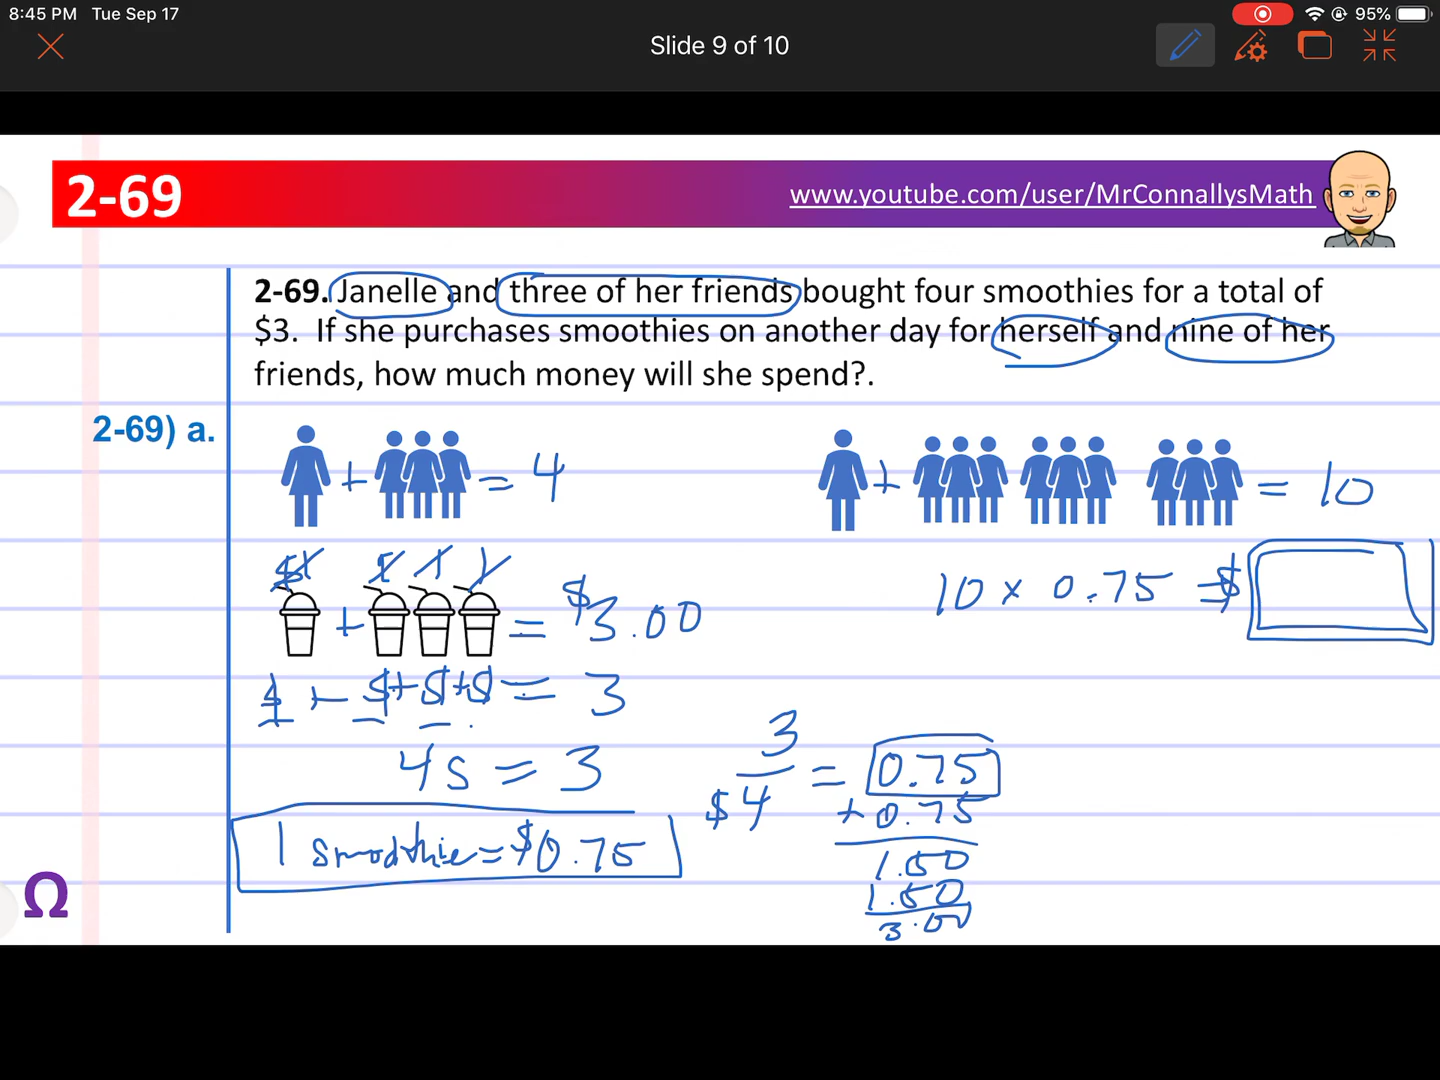 8:45 PM Tue Sep 17 95%
Slide 9 of 10
2-69 www.youtube.com/user/MrConnallysMath
2-69. Janelle and three of her friends bought four smoothies for a total of
$3. If she purchases smoothies on another day for herself and nine of her
friends, how much money will she spend?.
2-69) a.
+ = 4
+ = 10
+ = $3.00
10 x 0.75 = $
$ + $ + $ + $ = 3
4s = 3
3
$4
= 0.75
+ 0.75
1.50
1.50
3.00
1 smoothie = $0.75
Ω